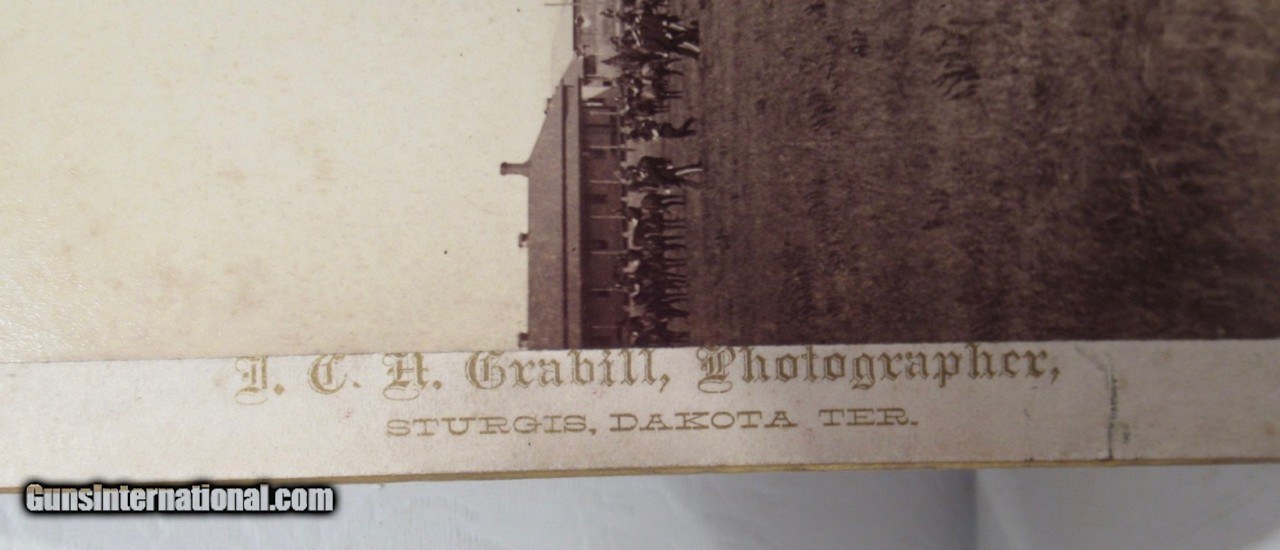 J. C. H. Grabill, Photographer,
STURGIS, DAKOTA TER.
GunsInternational.com